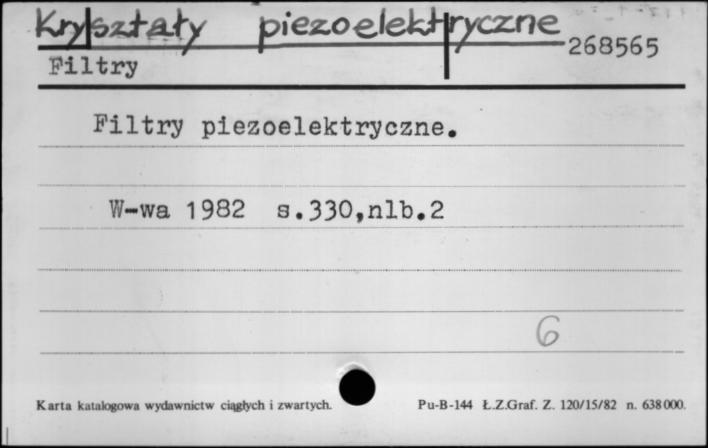 Kryształy piezoelektryczne
268565
Filtry
Filtry piezoelektryczne.
W-wa 1982 s.330,nlb.2
6
Karta katalogowa wydawnictw ciągłych i zwartych. Pu-B-144 Ł.Z.Graf. Z. 120/15/82 n. 638000.